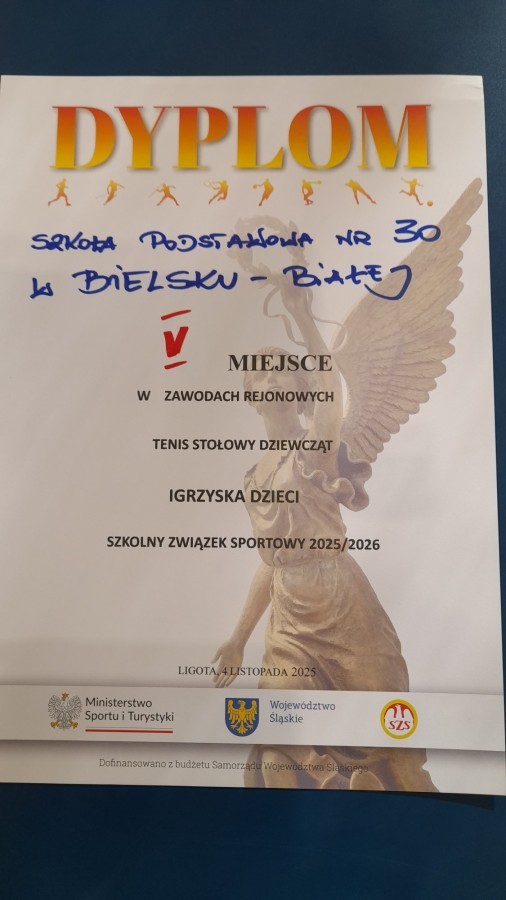 DYPLOM
SZKOŁA PODSTAWOWA NR 30
W BIELSKU - BIAŁEJ
V MIEJSCE
W ZAWODACH REJONOWYCH
TENIS STOŁOWY DZIEWCZĄT
IGRZYSKA DZIECI
SZKOLNY ZWIĄZEK SPORTOWY 2025/2026
LIGOTA, 4 LISTOPADA 2025
Ministerstwo
Sportu i Turystyki
Województwo
Śląskie
SZS
Dofinansowano z budżetu Samorządu Województwa Śląskiego